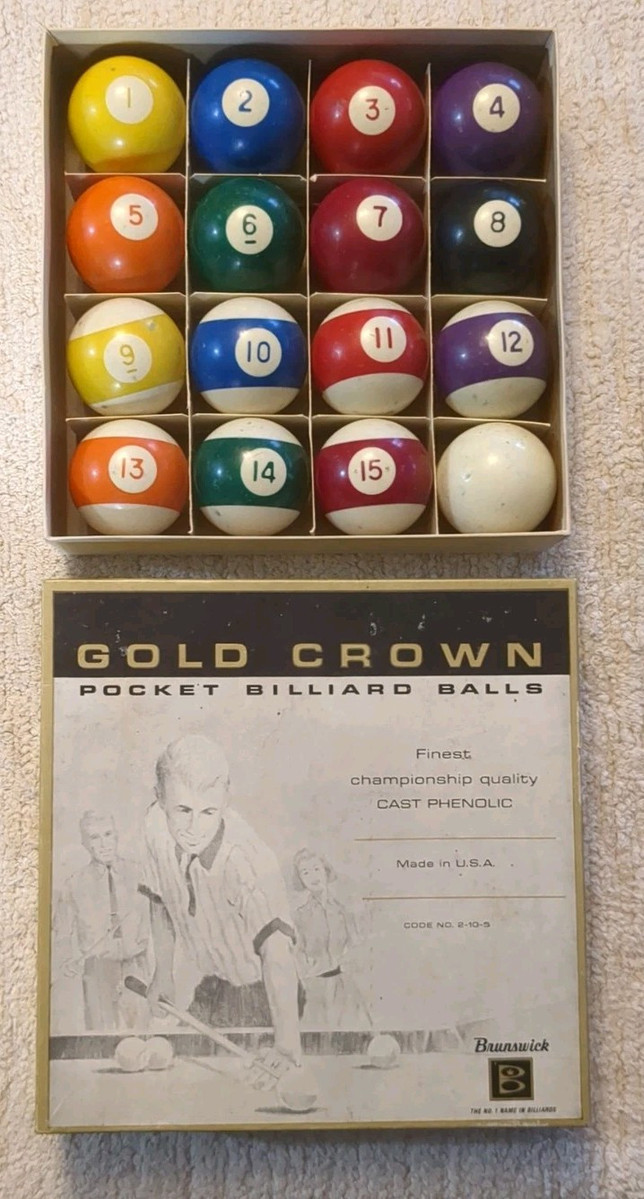 1 2 3 4
5 6 7 8
9 10 11 12
13 14 15
GOLD CROWN
POCKET BILLIARD BALLS
Finest
championship quality
CAST PHENOLIC
Made in U.S.A.
CODE NO. 2-10-5
Brunswick
B
THE NO. 1 NAME IN BILLIARDS